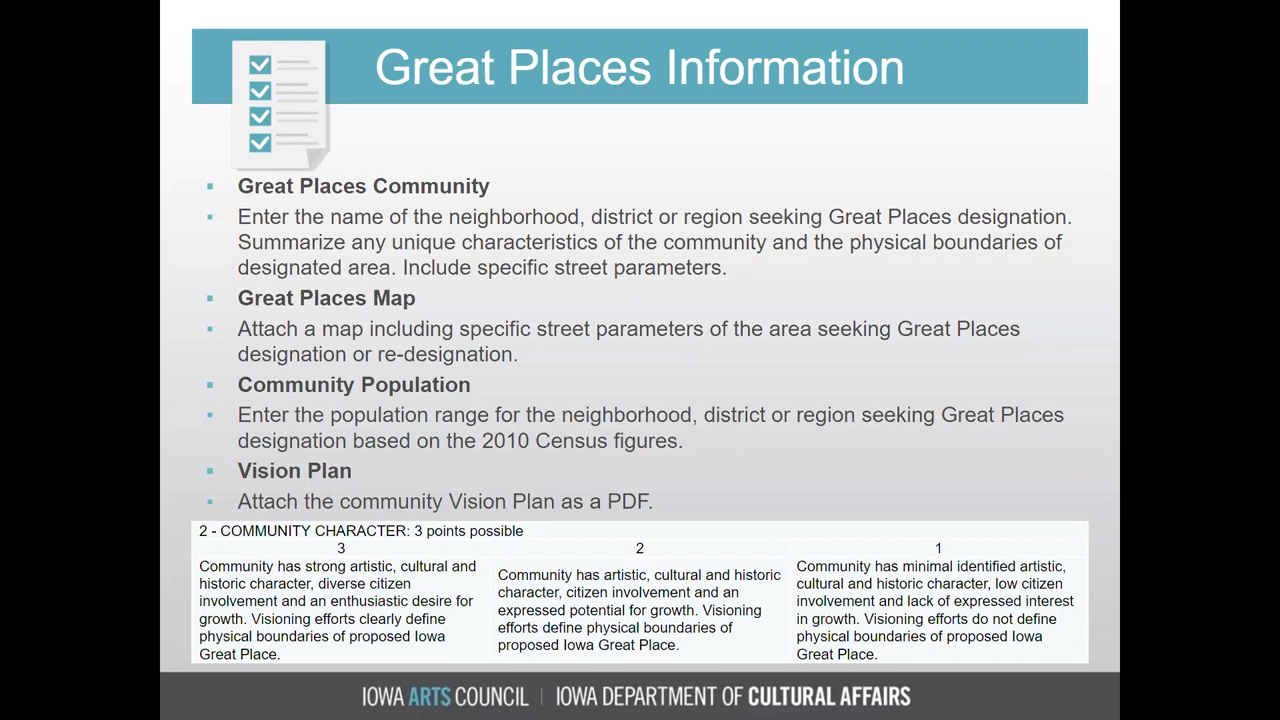 Great Places Information
Great Places Community
Enter the name of the neighborhood, district or region seeking Great Places designation.
Summarize any unique characteristics of the community and the physical boundaries of
designated area. Include specific street parameters.
Great Places Map
Attach a map including specific street parameters of the area seeking Great Places
designation or re-designation.
Community Population
Enter the population range for the neighborhood, district or region seeking Great Places
designation based on the 2010 Census figures.
Vision Plan
Attach the community Vision Plan as a PDF.
2 - COMMUNITY CHARACTER: 3 points possible
3
Community has strong artistic, cultural and
historic character, diverse citizen
involvement and an enthusiastic desire for
growth. Visioning efforts clearly define
physical boundaries of proposed Iowa
Great Place.
2
Community has artistic, cultural and historic
character, citizen involvement and an
expressed potential for growth. Visioning
efforts define physical boundaries of
proposed Iowa Great Place.
1
Community has minimal identified artistic,
cultural and historic character, low citizen
involvement and lack of expressed interest
in growth. Visioning efforts do not define
physical boundaries of proposed Iowa
Great Place.
IOWA ARTS COUNCIL | IOWA DEPARTMENT OF CULTURAL AFFAIRS